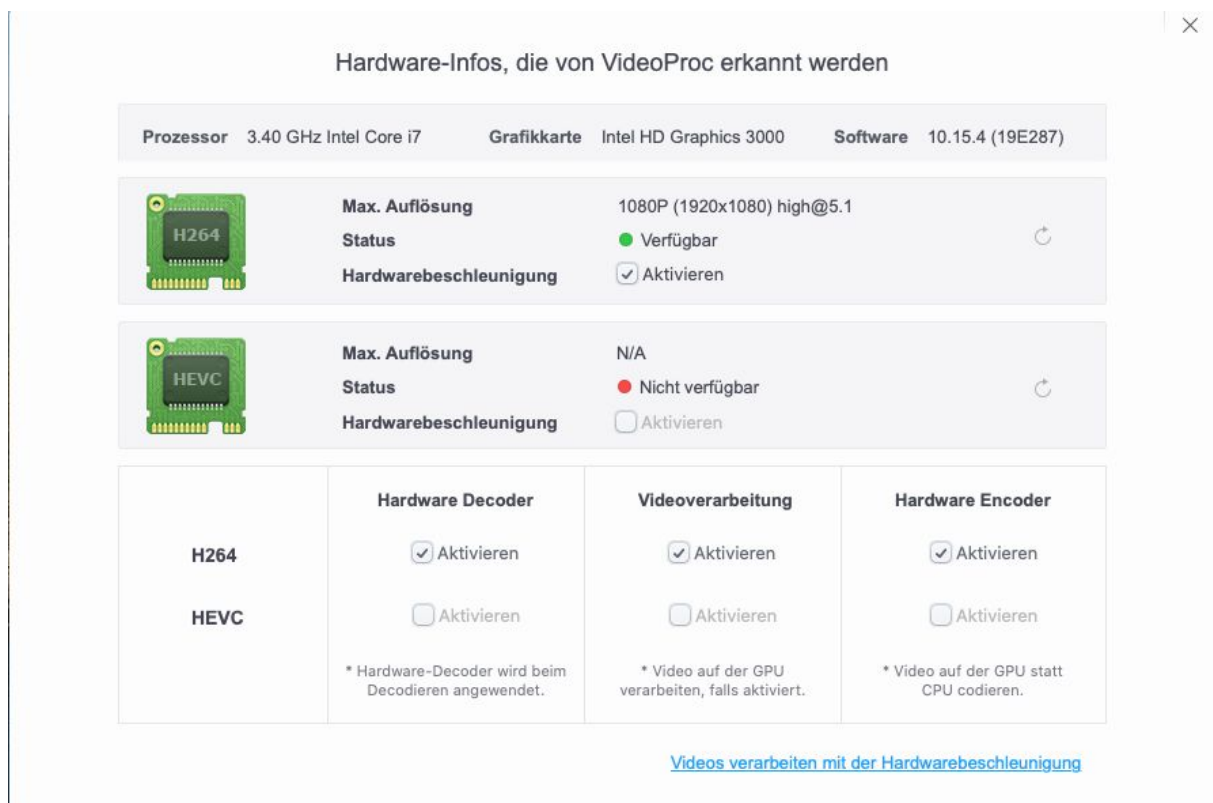 Hardware-Infos, die von VideoProc erkannt werden
Prozessor 3.40 GHz Intel Core i7 Grafikkarte Intel HD Graphics 3000 Software 10.15.4 (19E287)
H264
Max. Auflösung 1080P (1920x1080) high@5.1
Status Verfügbar
Hardwarebeschleunigung Aktivieren
HEVC
Max. Auflösung N/A
Status Nicht verfügbar
Hardwarebeschleunigung Aktivieren
Hardware Decoder Videoverarbeitung Hardware Encoder
H264 Aktivieren Aktivieren Aktivieren
HEVC Aktivieren Aktivieren Aktivieren
* Hardware-Decoder wird beim
Decodieren angewendet.
* Video auf der GPU
verarbeiten, falls aktiviert.
* Video auf der GPU statt
CPU codieren.
Videos verarbeiten mit der Hardwarebeschleunigung